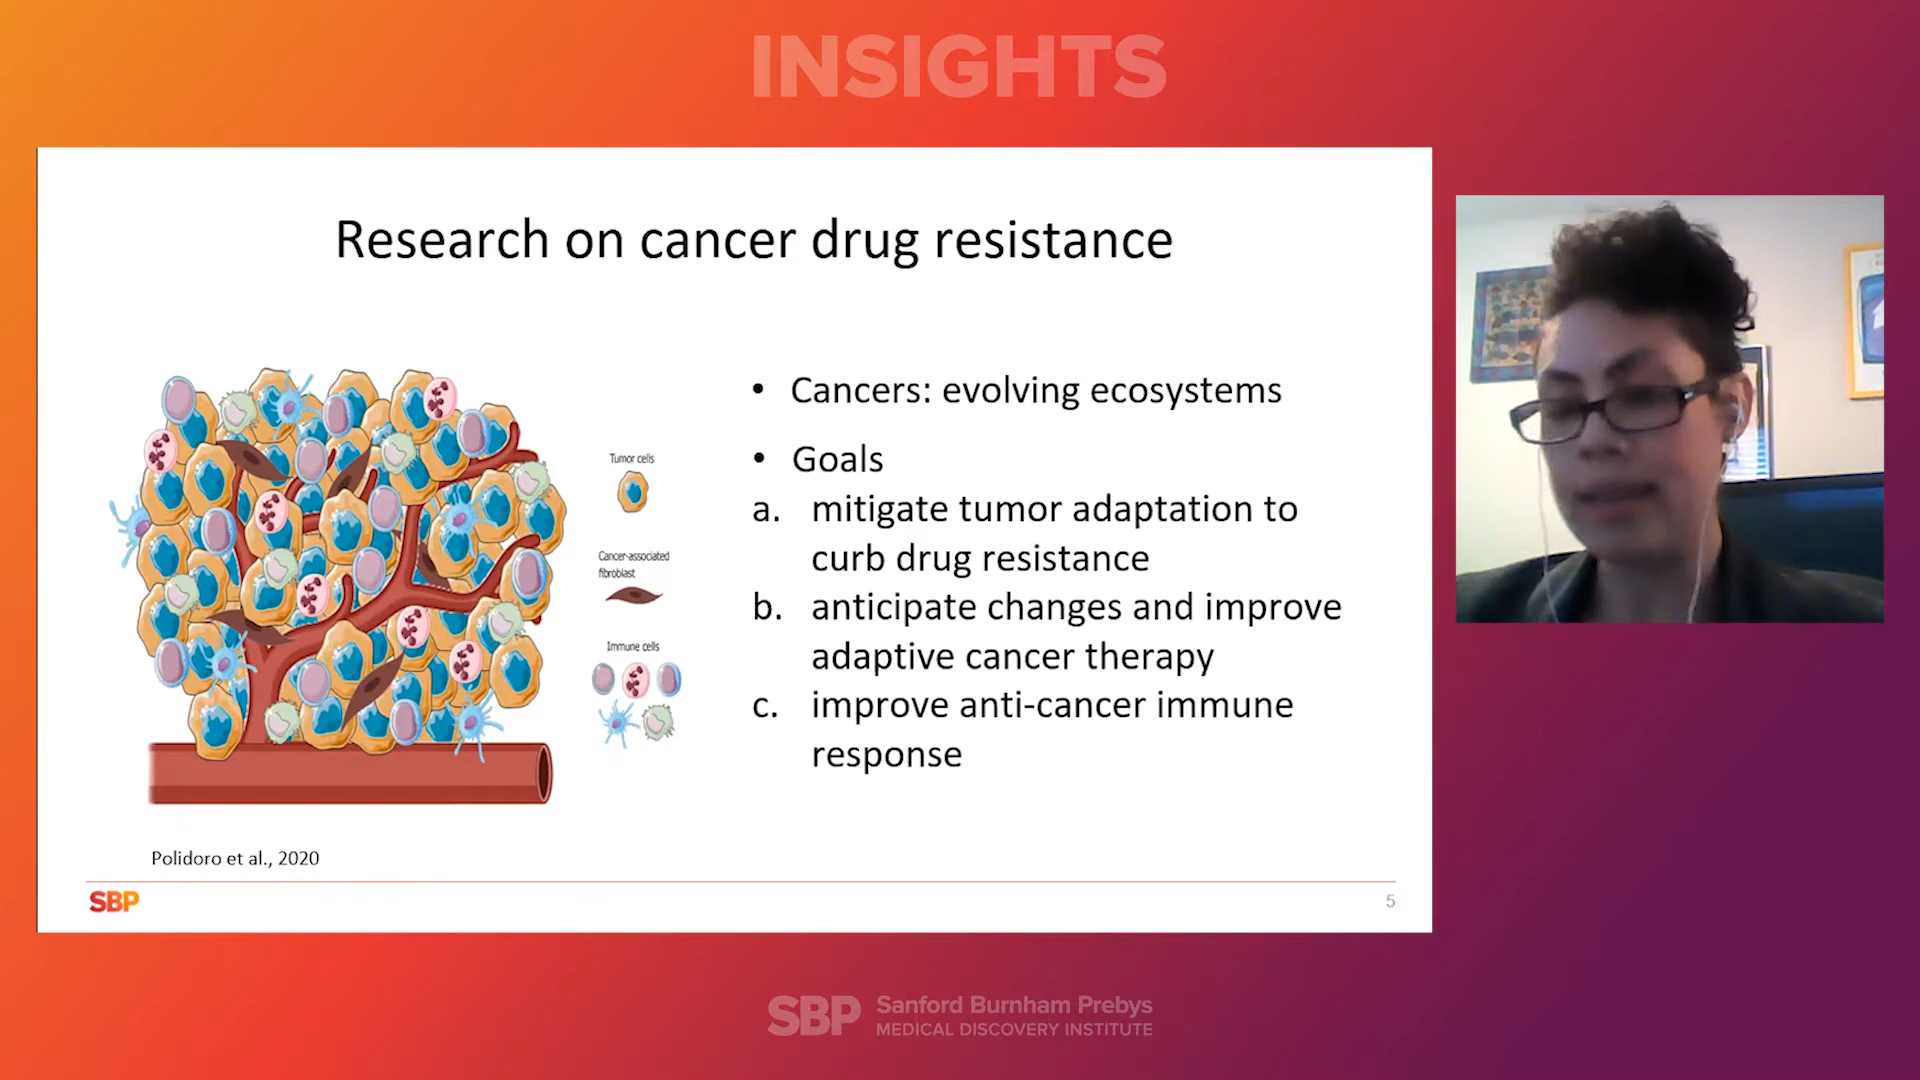 INSIGHTS
Research on cancer drug resistance
Tumor cells
Cancer-associated
fibroblast
Immune cells
• Cancers: evolving ecosystems
• Goals
a. mitigate tumor adaptation to
curb drug resistance
b. anticipate changes and improve
adaptive cancer therapy
c. improve anti-cancer immune
response
Polidoro et al., 2020
SBP
5
SBP Sanford Burnham Prebys
MEDICAL DISCOVERY INSTITUTE